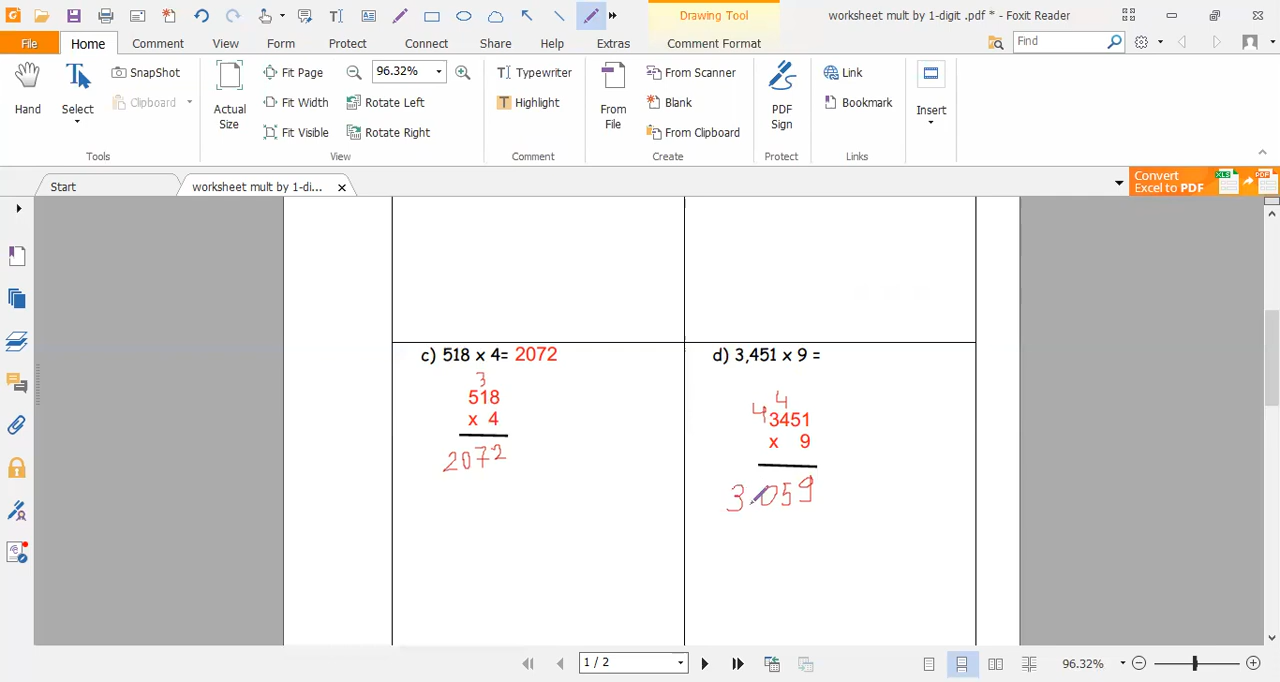 Drawing Tool
worksheet mult by 1-digit .pdf * - Foxit Reader
File Home Comment View Form Protect Connect Share Help Extras Comment Format
Find
Hand
Select
SnapShot
Clipboard
Actual Size
Fit Page
Fit Width
Fit Visible
96.32%
Rotate Left
Rotate Right
Typewriter
Highlight
From File
From Scanner
Blank
From Clipboard
PDF Sign
Link
Bookmark
Insert
Tools View Comment Create Protect Links
Start
worksheet mult by 1-di...
Convert
Excel to PDF
c) 518 x 4= 2072
3
518
x 4
2072
d) 3,451 x 9 =
4 4
3451
x 9
3 059
1 / 2
96.32%